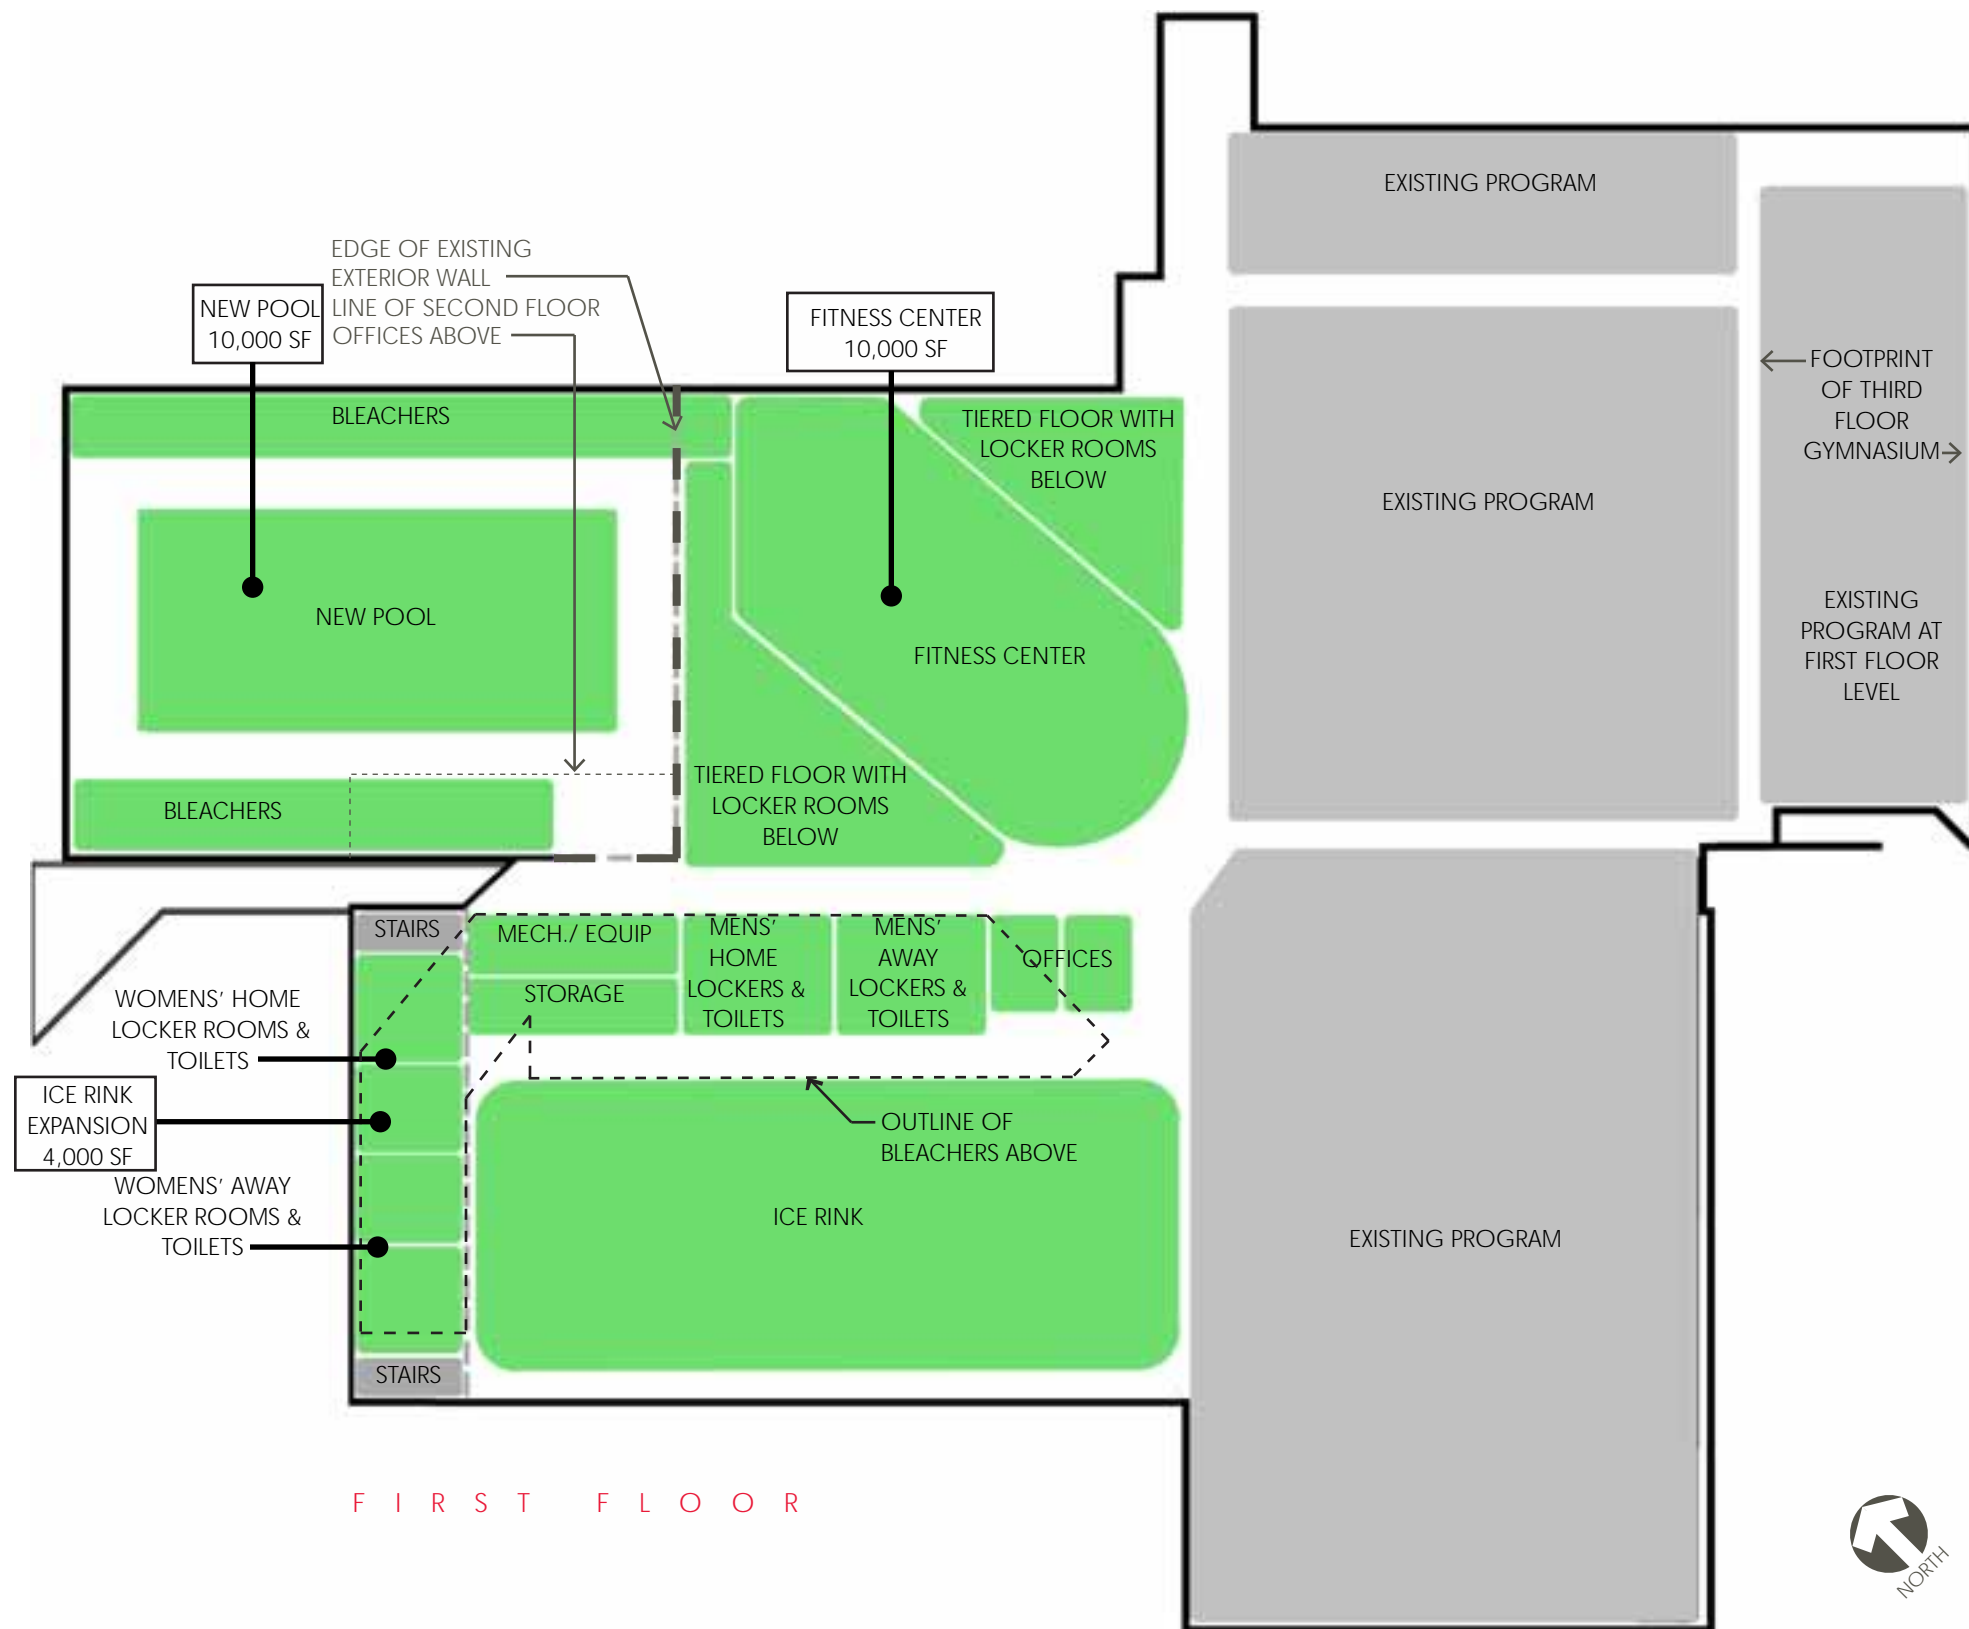 EXISTING PROGRAM
EDGE OF EXISTING
EXTERIOR WALL
LINE OF SECOND FLOOR
OFFICES ABOVE
NEW POOL
10,000 SF
FITNESS CENTER
10,000 SF
FOOTPRINT
OF THIRD
FLOOR
GYMNASIUM
BLEACHERS
TIERED FLOOR WITH
LOCKER ROOMS
BELOW
EXISTING PROGRAM
NEW POOL
FITNESS CENTER
EXISTING
PROGRAM AT
FIRST FLOOR
LEVEL
BLEACHERS
TIERED FLOOR WITH
LOCKER ROOMS
BELOW
STAIRS
MECH./ EQUIP
STORAGE
MENS'
HOME
LOCKERS &
TOILETS
MENS'
AWAY
LOCKERS &
TOILETS
OFFICES
WOMENS' HOME
LOCKER ROOMS &
TOILETS
ICE RINK
EXPANSION
4,000 SF
WOMENS' AWAY
LOCKER ROOMS &
TOILETS
OUTLINE OF
BLEACHERS ABOVE
ICE RINK
EXISTING PROGRAM
STAIRS
FIRST FLOOR
NORTH